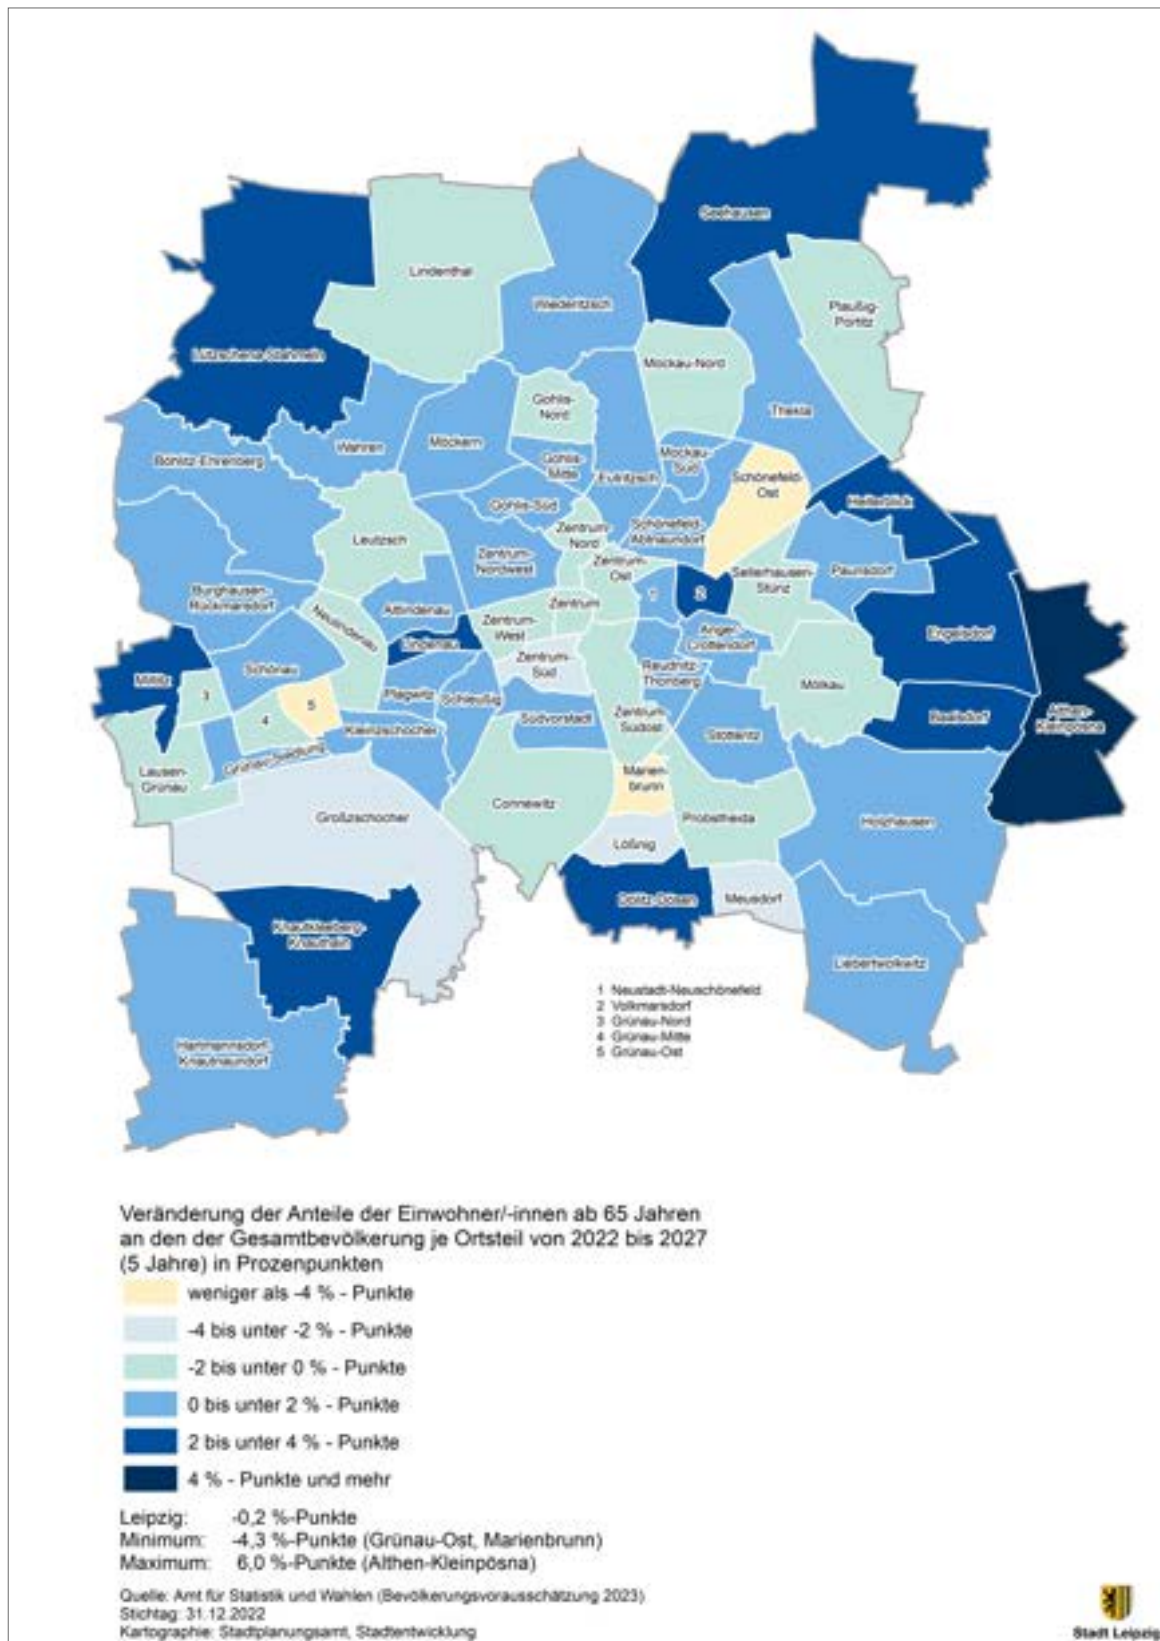 Seehausen
Lindenthal
Plaußig-
Portitz
Wiederitzsch
Lützschena-Stahmeln
Mockau-Nord
Gohlis-
Nord
Thekla
Wahren
Möckern
Böhlitz-Ehrenberg
Gohlis-
Mitte
Mockau-
Süd
Eutritzsch
Schönefeld-
Ost
Heiterblick
Gohlis-Süd
Schönefeld-
Abtnaundorf
Leutzsch
Zentrum-
Nord
Zentrum-
Nordwest
Zentrum-
Ost
Sellerhausen-
Stünz
Paunsdorf
Burghausen-
Rückmarsdorf
Neulindenau
Altlindenau
Zentrum
1
2
Zentrum-
West
Anger-
Crottendorf
Engelsdorf
Lindenau
Miltitz
Schönau
Zentrum-
Süd
Reudnitz-
Thonberg
Mölkau
3
5
Plagwitz
Schleußig
4
Südvorstadt
Zentrum-
Südost
Baalsdorf
Althen-
Kleinpösna
Kleinzschocher
Stötteritz
Grünau-Siedlung
Lausen-
Grünau
Marien-
brunn
Connewitz
Großzschocher
Probstheida
Holzhausen
Lößnig
Dölitz-Dösen
Meusdorf
Knautkleeberg-
Knauthain
Liebertwolkwitz
Hartmannsdorf-
Knautnaundorf
1 Neustadt-Neuschönefeld
2 Volkmarsdorf
3 Grünau-Nord
4 Grünau-Mitte
5 Grünau-Ost
Veränderung der Anteile der Einwohner/-innen ab 65 Jahren
an den der Gesamtbevölkerung je Ortsteil von 2022 bis 2027
(5 Jahre) in Prozenpunkten
weniger als -4 % - Punkte
-4 bis unter -2 % - Punkte
-2 bis unter 0 % - Punkte
0 bis unter 2 % - Punkte
2 bis unter 4 % - Punkte
4 % - Punkte und mehr
Leipzig: -0,2 %-Punkte
Minimum: -4,3 %-Punkte (Grünau-Ost, Marienbrunn)
Maximum: 6,0 %-Punkte (Althen-Kleinpösna)
Quelle: Amt für Statistik und Wahlen (Bevölkerungsvorausschätzung 2023)
Stichtag: 31.12.2022
Kartographie: Stadtplanungsamt, Stadtentwicklung
Stadt Leipzig